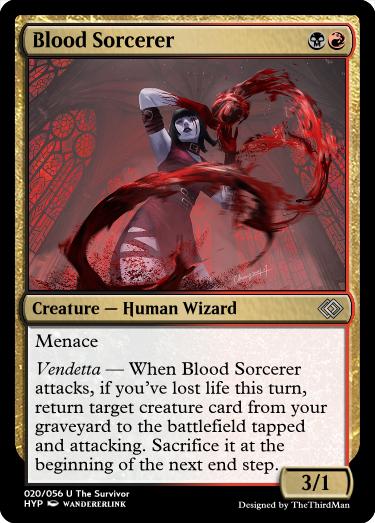 Blood Sorcerer
Creature — Human Wizard
Menace
Vendetta — When Blood Sorcerer
attacks, if you've lost life this turn,
return target creature card from your
graveyard to the battlefield tapped
and attacking. Sacrifice it at the
beginning of the next end step.
3/1
020/056 U The Survivor
HYP WANDERERLINK
Designed by TheThirdMan